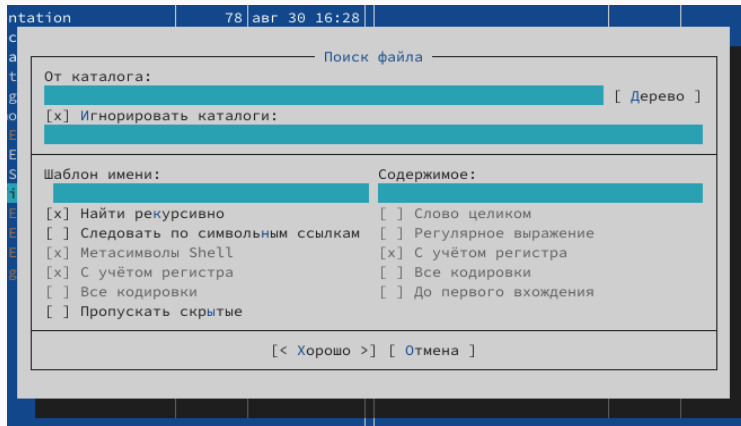 ntation 78 авг 30 16:28
c
a
t
g
o
E
E
S
i
E
E
E
g
Поиск файла
От каталога:
[ Дерево ]
[x] Игнорировать каталоги:
Шаблон имени: Содержимое:
[x] Найти рекурсивно [ ] Слово целиком
[ ] Следовать по символьным ссылкам [ ] Регулярное выражение
[x] Метасимволы Shell [x] С учётом регистра
[x] С учётом регистра [ ] Все кодировки
[ ] Все кодировки [ ] До первого вхождения
[ ] Пропускать скрытые
[< Хорошо >] [ Отмена ]